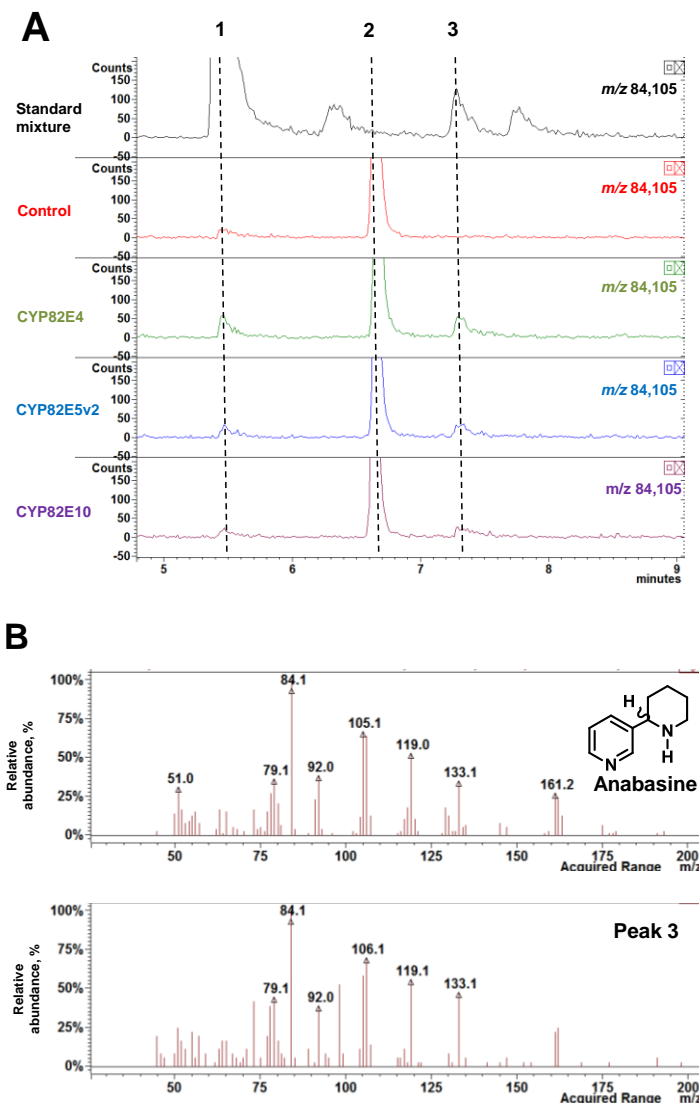 A
1 2 3
Standard mixture
Counts
150
100
50
0
-50
m/z 84,105
Control
Counts
150
100
50
0
-50
m/z 84,105
CYP82E4
Counts
150
100
50
0
-50
m/z 84,105
CYP82E5v2
Counts
150
100
50
0
-50
m/z 84,105
CYP82E10
Counts
150
100
50
0
-50
m/z 84,105
5 6 7 8 9
minutes
B
Relative
abundance, %
100%
75%
50%
25%
0%
51.0 79.1 84.1 92.0 105.1 119.0 133.1 161.2
H
N
H
N
Anabasine
50 75 100 125 150 175 200
Acquired Range m/z
Relative
abundance, %
100%
75%
50%
25%
0%
79.1 84.1 92.0 106.1 119.1 133.1
Peak 3
50 75 100 125 150 175 200
Acquired Range m/z